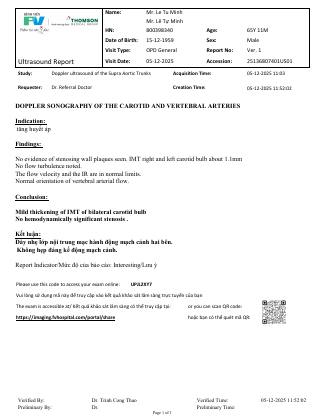 BỆNH VIỆN
FV
THOMSON
MEDICAL GROUP
Name: Mr. Le Tu Minh
Mr. Lê Tự Minh
HN: 800398340 Age: 65Y 11M
Date of Birth: 15-12-1959 Sex: Male
Visit Type: OPD General Report No: Ver. 1
Ultrasound Report Visit Date: 05-12-2025 Accession: 25136807401US01
Study: Doppler ultrasound of the Supra Aortic Trunks Acquisition Time: 05-12-2025 11:03
Requester: Dr. Referral Doctor Creation Time: 05-12-2025 11:52:02
DOPPLER SONOGRAPHY OF THE CAROTID AND VERTEBRAL ARTERIES
Indication:
tăng huyết áp
Findings:
No evidence of stenosing wall plaques seen. IMT right and left carotid bulb about 1.1mm
No flow turbulence noted.
The flow velocity and the IR are in normal limits.
Normal orientation of vertebral arterial flow.
Conclusion:
Mild thickening of IMT of bilateral carotid bulb
No hemodynamically significant stenosis .
Kết luận:
Dày nhẹ lớp nội trung mạc hành động mạch cảnh hai bên.
Không hẹp đáng kể động mạch cảnh.
Report Indicator/Mức độ của báo cáo: Interesting/Lưu ý
Please use this code to access your exam online: UPJL2XY7
Vui lòng sử dụng mã này để truy cập vào kết quả khảo sát lâm sàng trực tuyến của bạn
The exam is accessible at/ kết quả khảo sát lâm sàng có thể truy cập tại: or you can scan QR code:
https://imaging.fvhospital.com/portal/share hoặc bạn có thể quét mã QR:
Verified By: Dr. Trinh Cong Thao Verified Time: 05-12-2025 11:52:02
Preliminary By: Dr. Preliminary Time:
Page 1 of 1